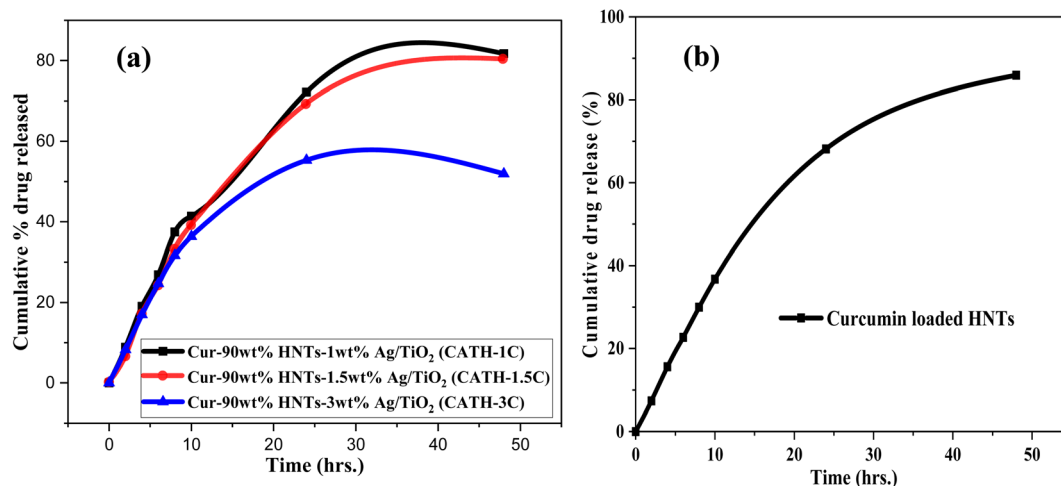 (a)
Cumulative % drug released
80
60
40
20
0
Cur-90wt% HNTs-1wt% Ag/TiO₂ (CATH-1C)
Cur-90wt% HNTs-1.5wt% Ag/TiO₂ (CATH-1.5C)
Cur-90wt% HNTs-3wt% Ag/TiO₂ (CATH-3C)
0 10 20 30 40 50
Time (hrs.)
(b)
Cumulative drug release (%)
100
80
60
40
20
0
Curcumin loaded HNTs
0 10 20 30 40 50
Time (hrs.)